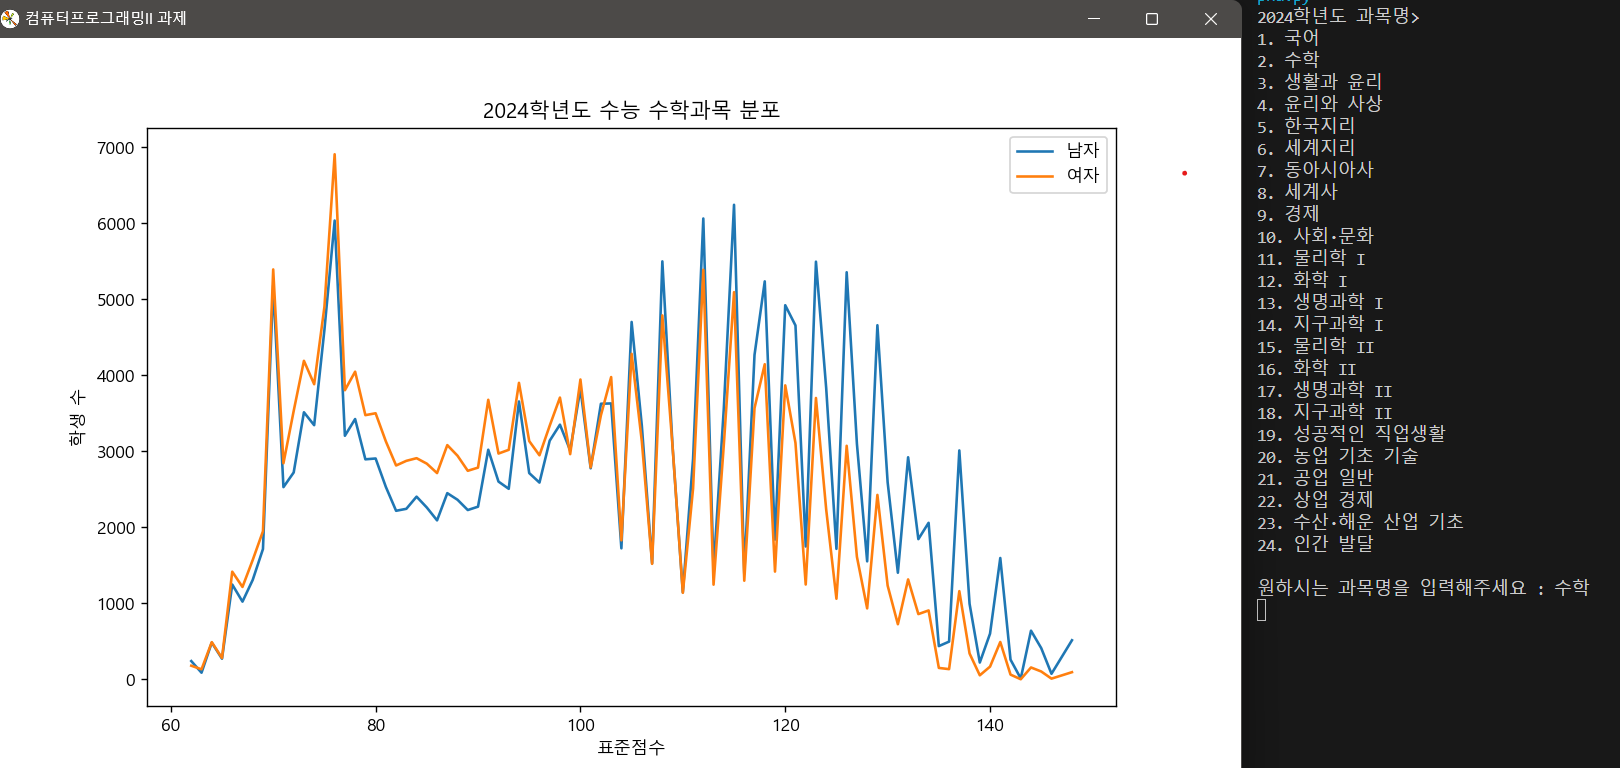 컴퓨터프로그래밍II 과제
2024학년도 수능 수학과목 분포
남자
여자
7000
6000
5000
4000
3000
2000
1000
0
학생 수
60 80 100 120 140
표준점수
2024학년도 과목명>
1. 국어
2. 수학
3. 생활과 윤리
4. 윤리와 사상
5. 한국지리
6. 세계지리
7. 동아시아사
8. 세계사
9. 경제
10. 사회·문화
11. 물리학 I
12. 화학 I
13. 생명과학 I
14. 지구과학 I
15. 물리학 II
16. 화학 II
17. 생명과학 II
18. 지구과학 II
19. 성공적인 직업생활
20. 농업 기초 기술
21. 공업 일반
22. 상업 경제
23. 수산·해운 산업 기초
24. 인간 발달
원하시는 과목명을 입력해주세요 : 수학